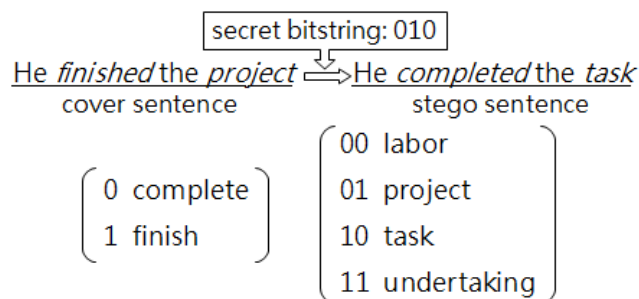 secret bitstring: 010
He finished the project He completed the task
cover sentence stego sentence
0 complete
1 finish
00 labor
01 project
10 task
11 undertaking